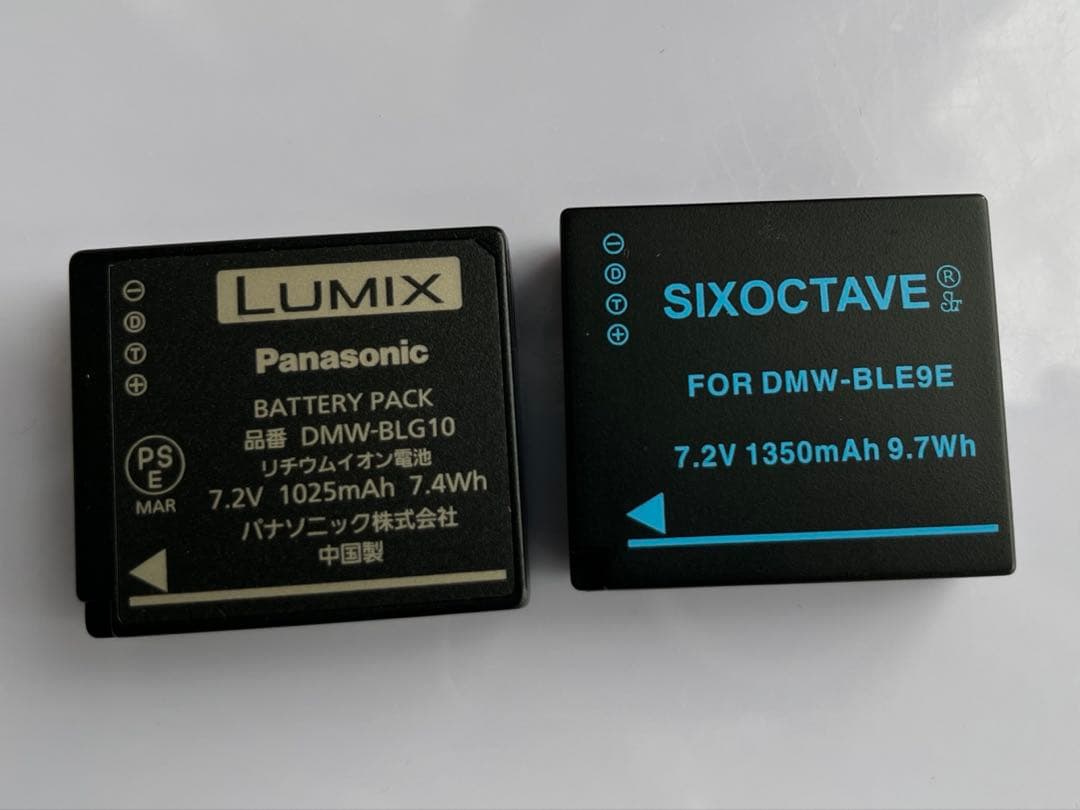 LUMIX
Panasonic
BATTERY PACK
品番 DMW-BLG10
リチウムイオン電池
7.2V 1025mAh 7.4Wh
パナソニック株式会社
中国製
⊖
Ⓓ
Ⓣ
⊕
PS
E
MAR
⊖
Ⓓ
Ⓣ
⊕
SIXOCTAVE®
FOR DMW-BLE9E
7.2V 1350mAh 9.7Wh